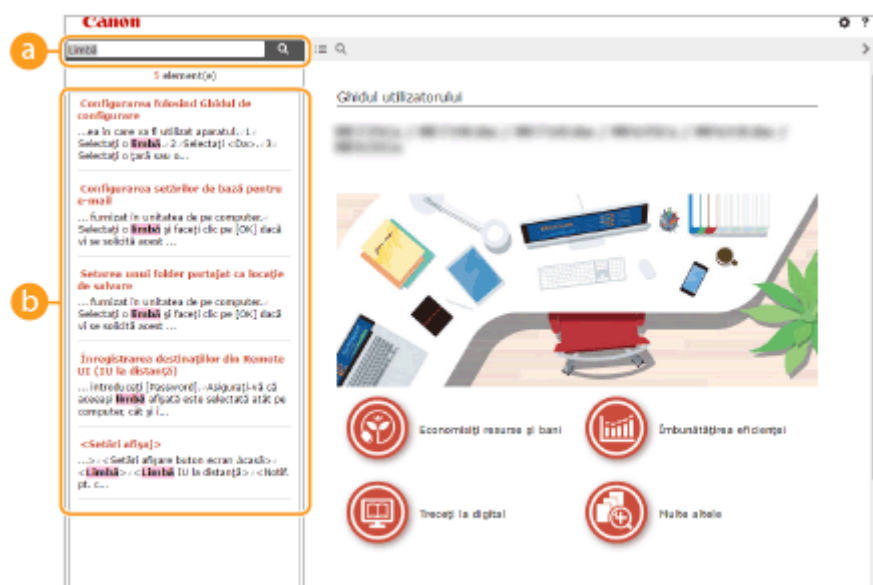 Canon
?
a
Limbă
5 element(e)
Configurarea folosind Ghidul de
configurare
...ea în care va fi utilizat aparatul./1/
Selectaţi o limbă./2/Selectaţi <Da>./3/
Selectaţi o ţară sau o...
Configurarea setărilor de bază pentru
e-mail
... furnizat în unitatea de pe computer./
Selectaţi o limbă şi faceţi clic pe [OK] dacă
vi se solicită acest ...
b
Setarea unui folder partajat ca locaţie
de salvare
... furnizat în unitatea de pe computer./
Selectaţi o limbă şi faceţi clic pe [OK] dacă
vi se solicită acest ...
Înregistrarea destinaţiilor din Remote
UI (IU la distanţă)
... introduceţi [Password]./Asiguraţi-vă că
aceeaşi limbă afişată este selectată atât pe
computer, cât şi î...
<Setări afişaj>
...>/<Setări afişare buton ecran Acasă>/
<Limbă>/<Limbă IU la distanţă>/<Notif.
pt. c...
Ghidul utilizatorului
Economisiţi resurse şi bani
Îmbunătăţirea eficienţei
Treceţi la digital
Multe altele